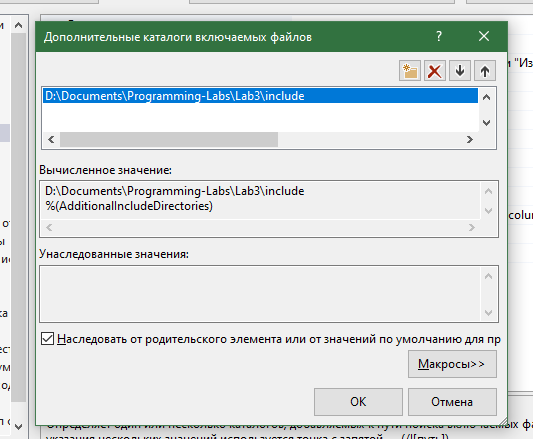 Дополнительные каталоги включаемых файлов
D:\Documents\Programming-Labs\Lab3\include
Вычисленное значение:
D:\Documents\Programming-Labs\Lab3\include
%(AdditionalIncludeDirectories)
Унаследованные значения:
Наследовать от родительского элемента или от значений по умолчанию для пр
Макросы>>
ОК
Отмена